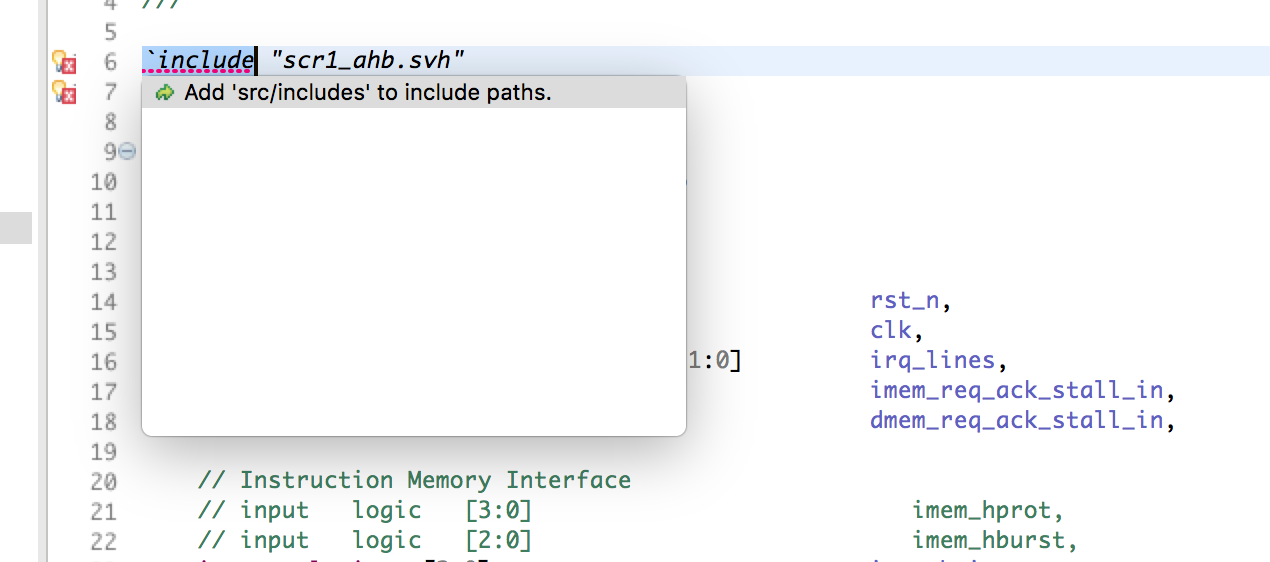 4 ///
5
6 `include "scr1_ahb.svh"
7 Add 'src/includes' to include paths.
8
9
10
11
12
13
14 rst_n,
15 clk,
16 1:0] irq_lines,
17 imem_req_ack_stall_in,
18 dmem_req_ack_stall_in,
19
20 // Instruction Memory Interface
21 // input logic [3:0] imem_hprot,
22 // input logic [2:0] imem_hburst,